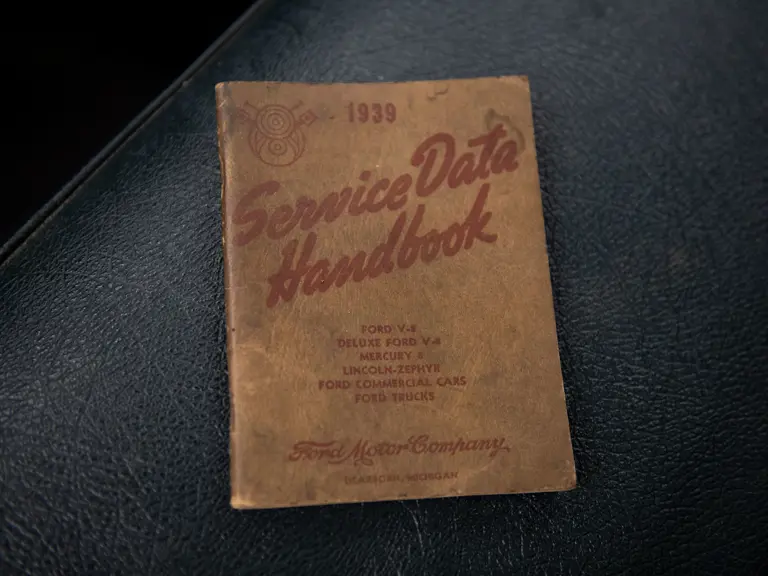 1939
Service Data
Handbook
FORD V-8
DELUXE FORD V-8
MERCURY 8
LINCOLN-ZEPHYR
FORD COMMERCIAL CARS
FORD TRUCKS
Ford Motor Company
DEARBORN, MICHIGAN